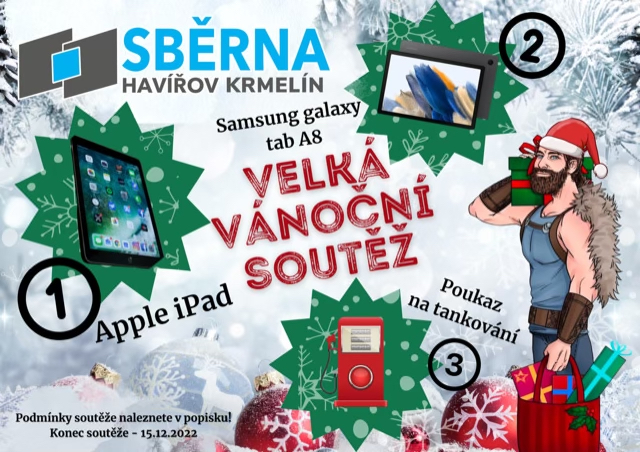 SBĚRNA
HAVÍŘOV KRMELÍN
2
Samsung galaxy
tab A8
VELKÁ
VÁNOČNÍ
SOUTĚŽ
1
Apple iPad
Poukaz
na tankování
3
Podmínky soutěže naleznete v popisku!
Konec soutěže - 15.12.2022